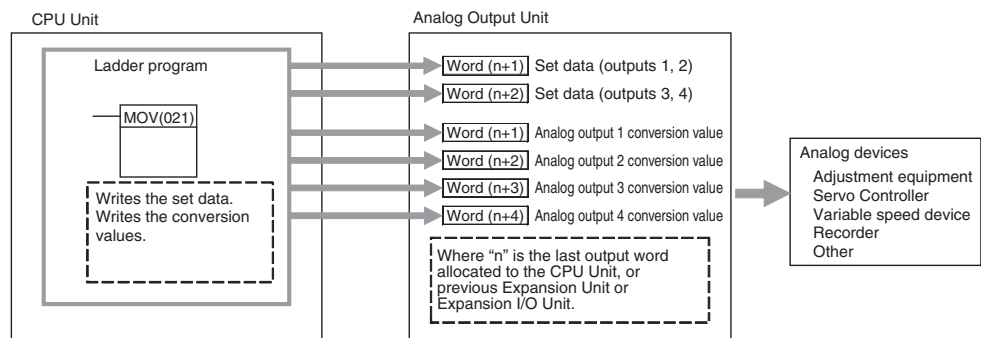 CPU Unit
Ladder program
MOV(021)
Writes the set data.
Writes the conversion
values.
Analog Output Unit
Word (n+1) Set data (outputs 1, 2)
Word (n+2) Set data (outputs 3, 4)
Word (n+1) Analog output 1 conversion value
Word (n+2) Analog output 2 conversion value
Word (n+3) Analog output 3 conversion value
Word (n+4) Analog output 4 conversion value
Where “n” is the last output word
allocated to the CPU Unit, or
previous Expansion Unit or
Expansion I/O Unit.
Analog devices
Adjustment equipment
Servo Controller
Variable speed device
Recorder
Other